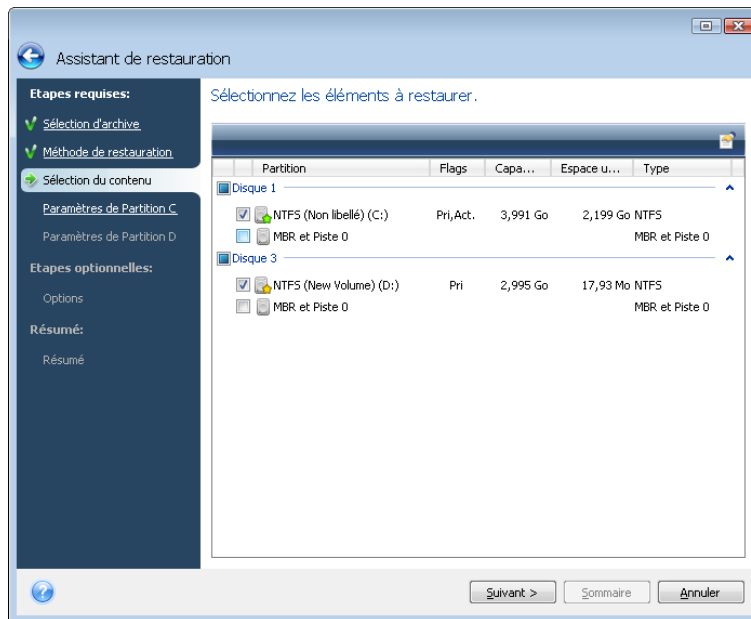 Assistant de restauration
Etapes requises:
Sélection d'archive
Méthode de restauration
Sélection du contenu
Paramètres de Partition C
Paramètres de Partition D
Etapes optionnelles:
Options
Résumé:
Résumé
Sélectionnez les éléments à restaurer.
Partition Flags Capa... Espace u... Type
Disque 1
NTFS (Non libellé) (C:) Pri,Act. 3,991 Go 2,199 Go NTFS
MBR et Piste 0 MBR et Piste 0
Disque 3
NTFS (New Volume) (D:) Pri 2,995 Go 17,93 Mo NTFS
MBR et Piste 0 MBR et Piste 0
Suivant > Sommaire Annuler